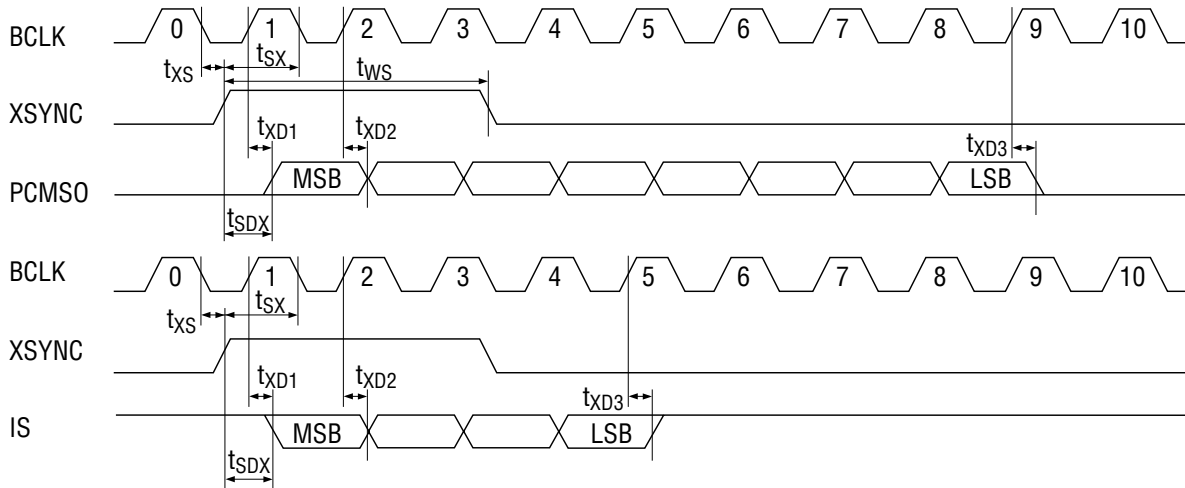 BCLK 0 1 2 3 4 5 6 7 8 9 10
tXS tSX tWS
XSYNC
tXD1 tXD2 tXD3
PCMSO MSB LSB
tSDX
BCLK 0 1 2 3 4 5 6 7 8 9 10
tXS tSX
XSYNC
tXD1 tXD2 tXD3
IS MSB LSB
tSDX